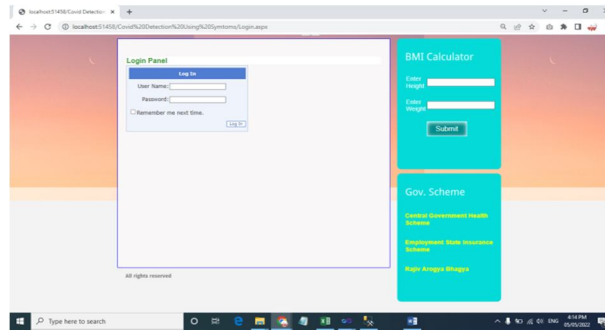 localhost:51458/Covid Detection
localhost:51458/Covid%20Detection%20Using%20Symtoms/Login.aspx
Login Panel
Log In
User Name:
Password:
Remember me next time.
Log In
BMI Calculator
Enter
Height
Enter
Weight
Submit
Gov. Scheme
Central Government Health
Scheme
Employment State Insurance
Scheme
Rajiv Arogya Bhagya
All rights reserved
Type here to search
ENG
4:14 PM
05/05/2022